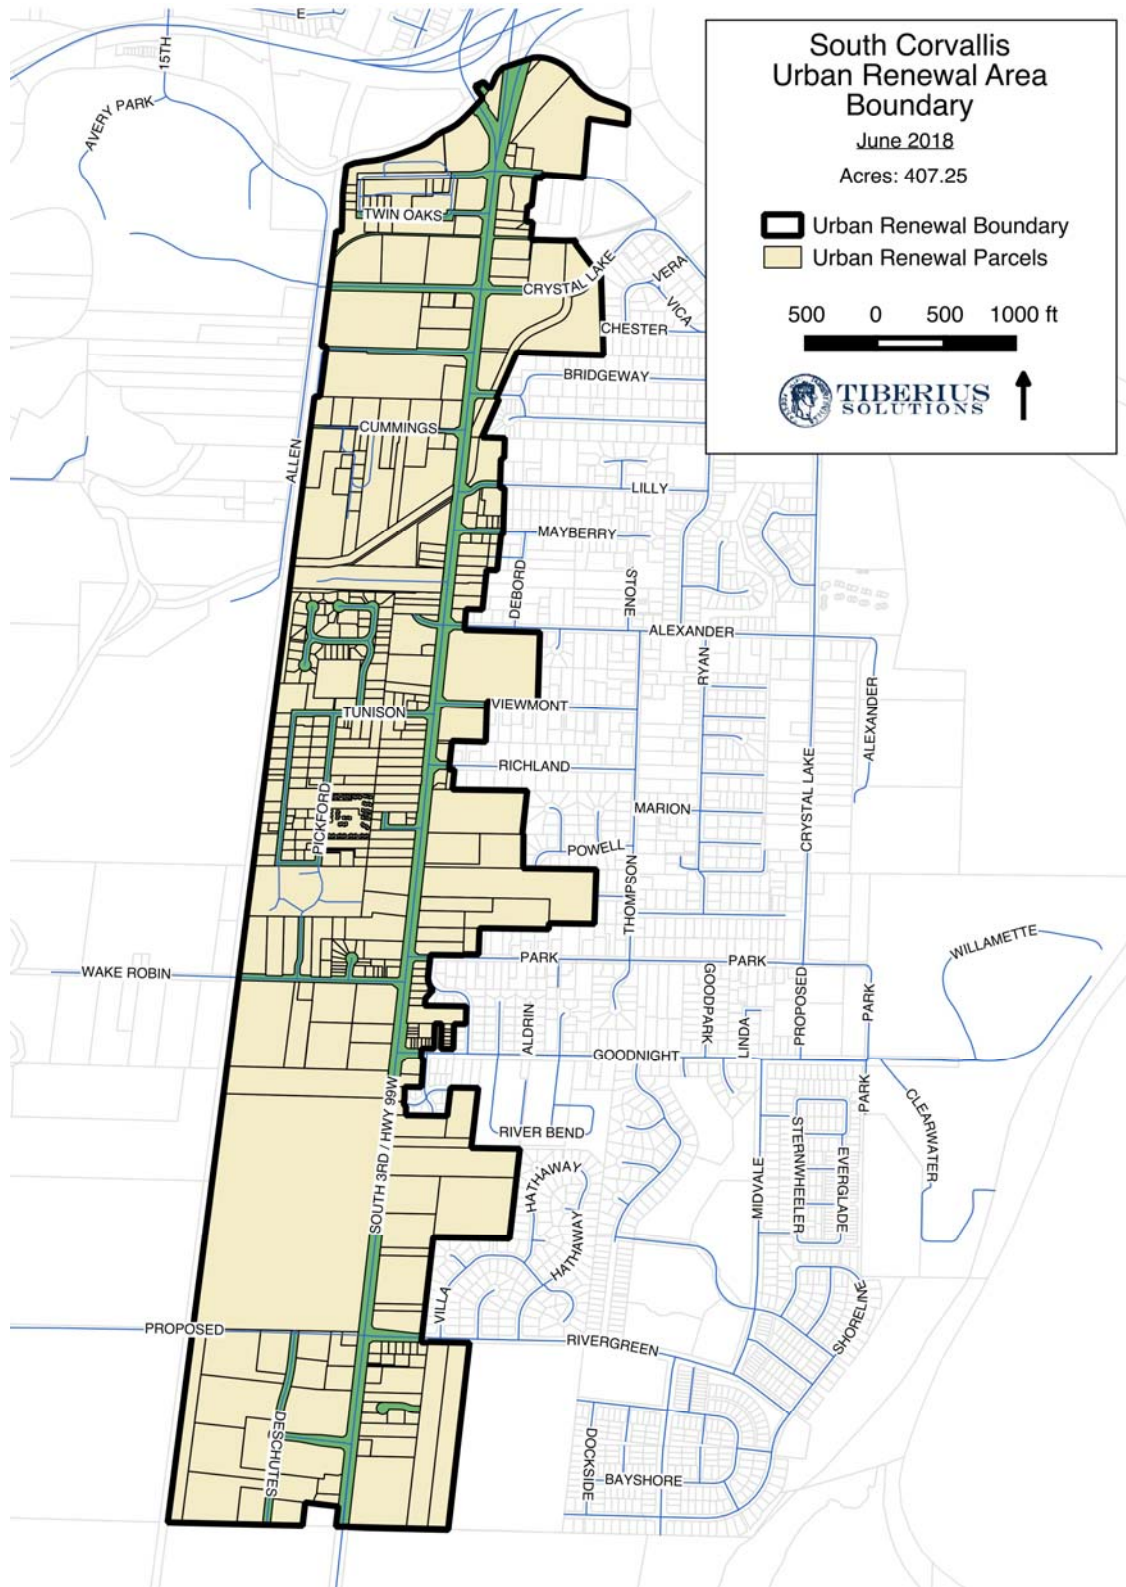 E
15TH
AVERY PARK
South Corvallis
Urban Renewal Area
Boundary
June 2018
Acres: 407.25
Urban Renewal Boundary
Urban Renewal Parcels
500 0 500 1000 ft
TIBERIUS
SOLUTIONS
TWIN OAKS
CRYSTAL LAKE
VERA
VICA
CHESTER
BRIDGEWAY
CUMMINGS
ALLEN
LILLY
MAYBERRY
DEBORD
STONE
ALEXANDER
RYAN
ALEXANDER
TUNISON
VIEWMONT
RICHLAND
CRYSTAL LAKE
PICKFORD
MARION
POWELL
THOMPSON
WILLAMETTE
WAKE ROBIN
PARK
PARK
GOODPARK
PROPOSED
PARK
ALDRIN
LINDA
GOODNIGHT
SOUTH 3RD / HWY 99W
PARK
CLEARWATER
RIVER BEND
STERNWHEELER
EVERGLADE
MIDVALE
HATHAWAY
HATHAWAY
VILLA
SHORELINE
PROPOSED
RIVERGREEN
DESCHUTES
DOCKSIDE
BAYSHORE